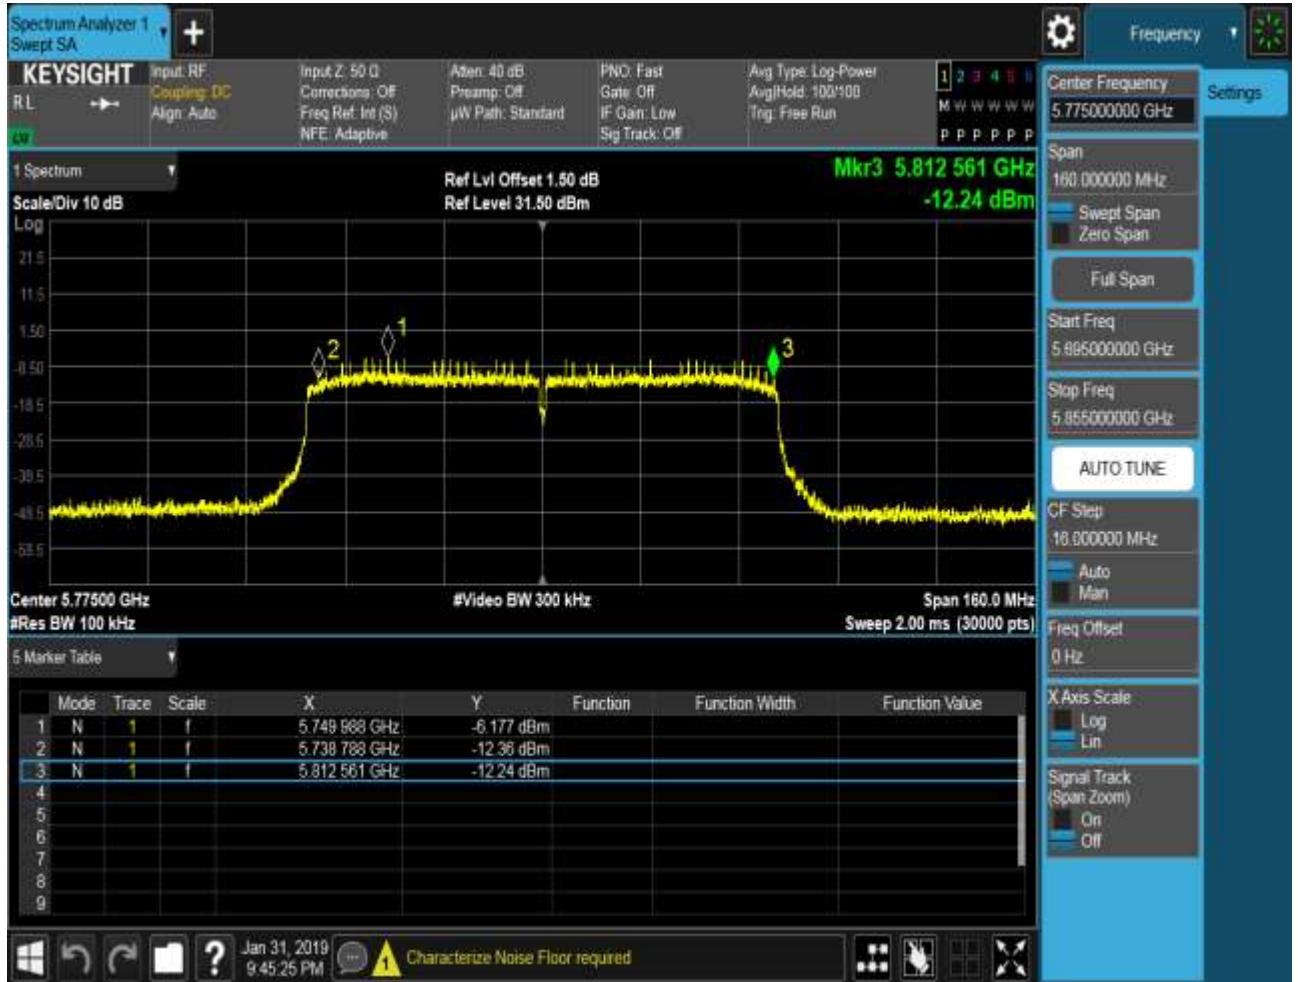 Spectrum Analyzer 1
Swept SA
+
Frequency
KEYSIGHT
RL
Input: RF
Coupling: DC
Align: Auto
Input Z: 50 Ω
Corrections: Off
Freq Ref: Int (S)
NFE: Adaptive
Atten: 40 dB
Preamp: Off
µW Path: Standard
PNO: Fast
Gate: Off
IF Gain: Low
Sig Track: Off
Avg Type: Log-Power
Avg|Hold: 100/100
Trig: Free Run
1 2 3 4 5 6
M W W W W W
P P P P P P
1 Spectrum
Scale/Div 10 dB
Ref Lvl Offset 1.50 dB
Ref Level 31.50 dBm
Mkr3 5.812 561 GHz
-12.24 dBm
Log
21.5
11.5
1.50
-8.50
-18.5
-28.5
-38.5
-48.5
-58.5
1
2
3
Center 5.77500 GHz
#Res BW 100 kHz
#Video BW 300 kHz
Span 160.0 MHz
Sweep 2.00 ms (30000 pts)
5 Marker Table
Mode Trace Scale X Y Function Function Width Function Value
1 N 1 f 5.749 988 GHz -6.177 dBm
2 N 1 f 5.738 788 GHz -12.36 dBm
3 N 1 f 5.812 561 GHz -12.24 dBm
4
5
6
7
8
9
Jan 31, 2019
9:45:25 PM
Characterize Noise Floor required
Center Frequency
5.775000000 GHz
Settings
Span
160.000000 MHz
Swept Span
Zero Span
Full Span
Start Freq
5.695000000 GHz
Stop Freq
5.855000000 GHz
AUTO TUNE
CF Step
16.000000 MHz
Auto
Man
Freq Offset
0 Hz
X Axis Scale
Log
Lin
Signal Track
(Span Zoom)
On
Off